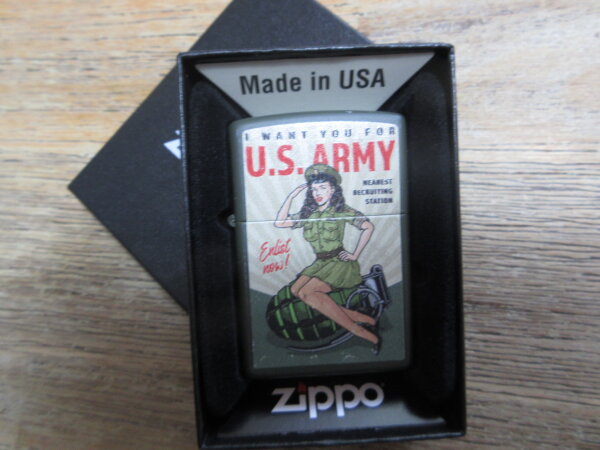 Made in USA
I WANT YOU FOR
U.S. ARMY
NEAREST
RECRUITING
STATION
Enlist
now!
zippo